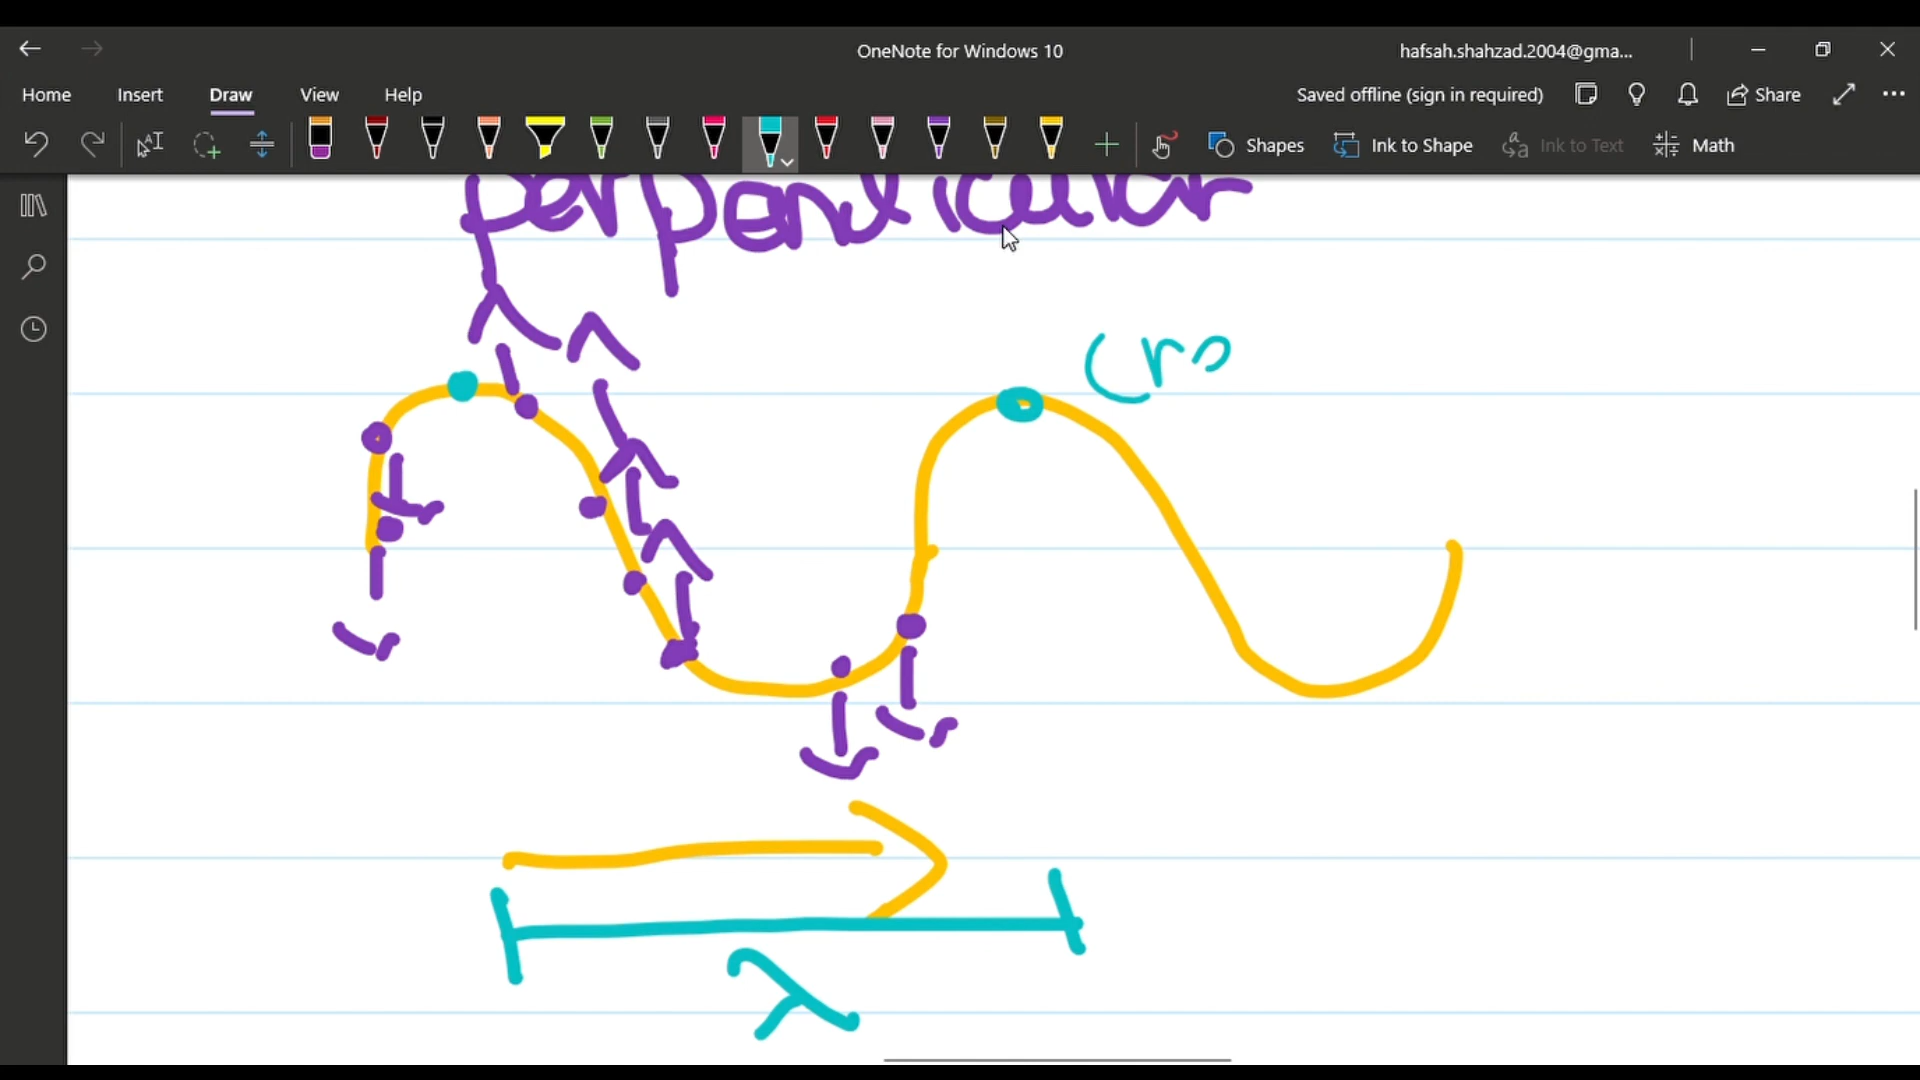 OneNote for Windows 10
hafsah.shahzad.2004@gma...
Home Insert Draw View Help
Saved offline (sign in required)
Share
Shapes
Ink to Shape
Ink to Text
Math
perpendicular
λ